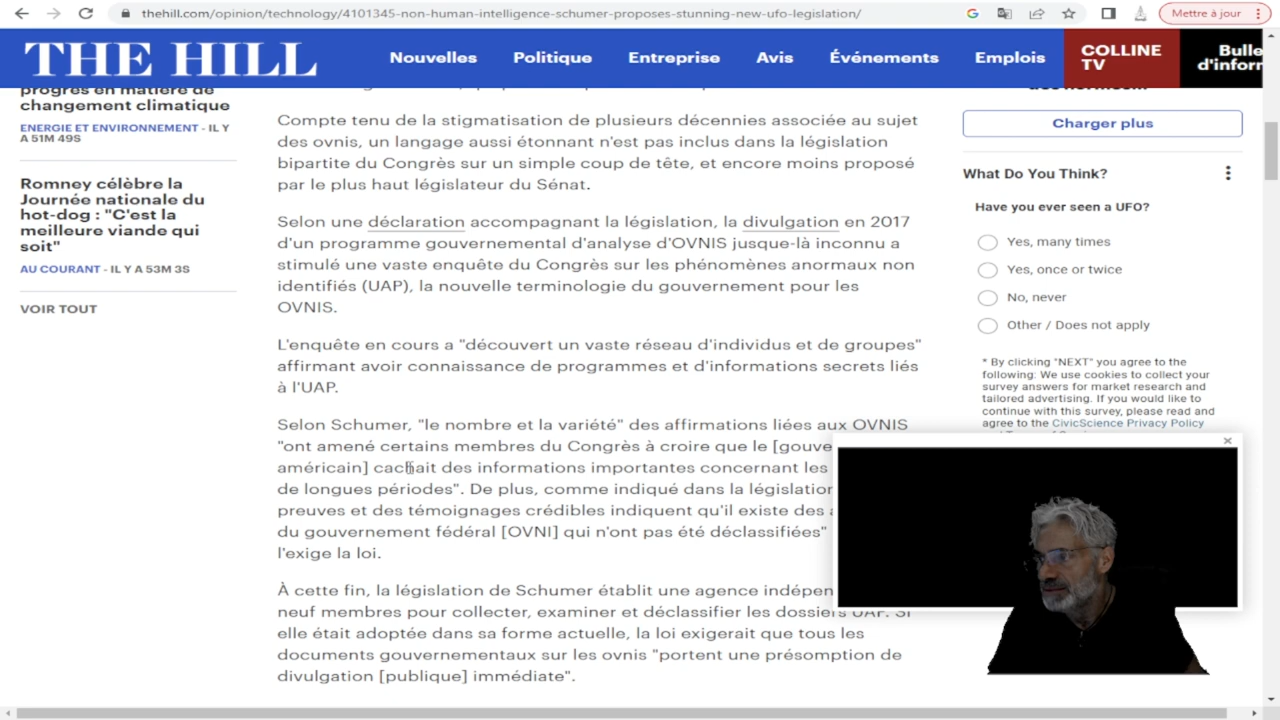 thehill.com/opinion/technology/4101345-non-human-intelligence-schumer-proposes-stunning-new-ufo-legislation/
Mettre à jour
THE HILL
Nouvelles
Politique
Entreprise
Avis
Événements
Emplois
COLLINE
TV
Bulle
d'inforn
progrès en matière de
changement climatique
ENERGIE ET ENVIRONNEMENT - IL Y
A 51M 49S
Romney célèbre la
Journée nationale du
hot-dog : "C'est la
meilleure viande qui
soit"
AU COURANT - IL Y A 53M 3S
VOIR TOUT
Compte tenu de la stigmatisation de plusieurs décennies associée au sujet
des ovnis, un langage aussi étonnant n'est pas inclus dans la législation
bipartite du Congrès sur un simple coup de tête, et encore moins proposé
par le plus haut législateur du Sénat.
Selon une déclaration accompagnant la législation, la divulgation en 2017
d'un programme gouvernemental d'analyse d'OVNIS jusque-là inconnu a
stimulé une vaste enquête du Congrès sur les phénomènes anormaux non
identifiés (UAP), la nouvelle terminologie du gouvernement pour les
OVNIS.
L'enquête en cours a "découvert un vaste réseau d'individus et de groupes"
affirmant avoir connaissance de programmes et d'informations secrets liés
à l'UAP.
Selon Schumer, "le nombre et la variété" des affirmations liées aux OVNIS
"ont amené certains membres du Congrès à croire que le [gouve
américain] cachait des informations importantes concernant les
de longues périodes". De plus, comme indiqué dans la législation
preuves et des témoignages crédibles indiquent qu'il existe des
du gouvernement fédéral [OVNI] qui n'ont pas été déclassifiées"
l'exige la loi.
À cette fin, la législation de Schumer établit une agence indépen
neuf membres pour collecter, examiner et déclassifier les dossiers UAP. Si
elle était adoptée dans sa forme actuelle, la loi exigerait que tous les
documents gouvernementaux sur les ovnis "portent une présomption de
divulgation [publique] immédiate".
Charger plus
What Do You Think?
Have you ever seen a UFO?
Yes, many times
Yes, once or twice
No, never
Other / Does not apply
* By clicking "NEXT" you agree to the
following: We use cookies to collect your
survey answers for market research and
tailored advertising. If you would like to
continue with this survey, please read and
agree to the CivicScience Privacy Policy